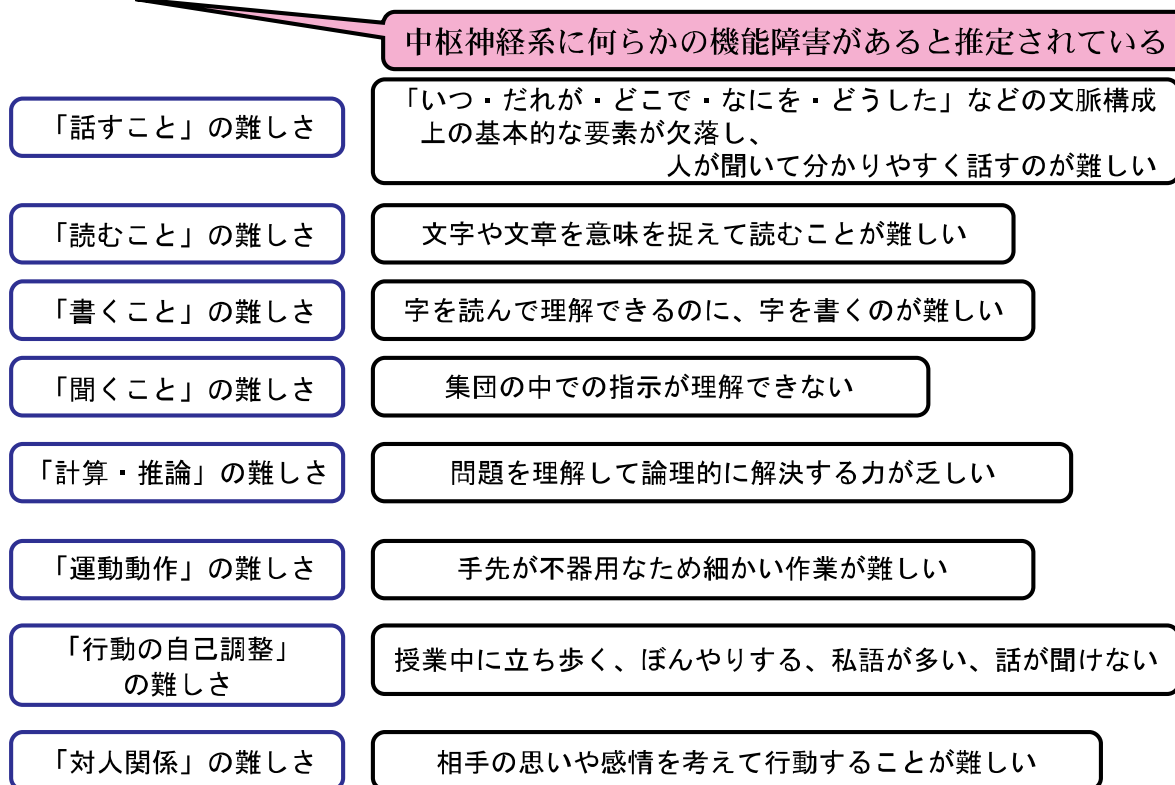 中枢神経系に何らかの機能障害があると推定されている
「話すこと」の難しさ
「いつ・だれが・どこで・なにを・どうした」などの文脈構成
上の基本的な要素が欠落し、
人が聞いて分かりやすく話すのが難しい
「読むこと」の難しさ
文字や文章を意味を捉えて読むことが難しい
「書くこと」の難しさ
字を読んで理解できるのに、字を書くのが難しい
「聞くこと」の難しさ
集団の中での指示が理解できない
「計算・推論」の難しさ
問題を理解して論理的に解決する力が乏しい
「運動動作」の難しさ
手先が不器用なため細かい作業が難しい
「行動の自己調整」
の難しさ
授業中に立ち歩く、ぼんやりする、私語が多い、話が聞けない
「対人関係」の難しさ
相手の思いや感情を考えて行動することが難しい